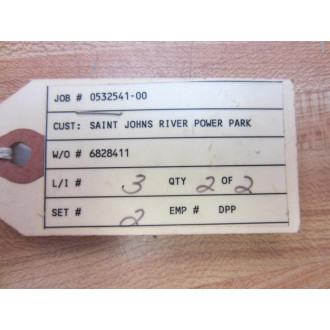 JOB # 0532541-00
CUST: SAINT JOHNS RIVER POWER PARK
W/O # 6828411
L/I # 3 QTY 2 OF 2
SET # 2 EMP # DPP